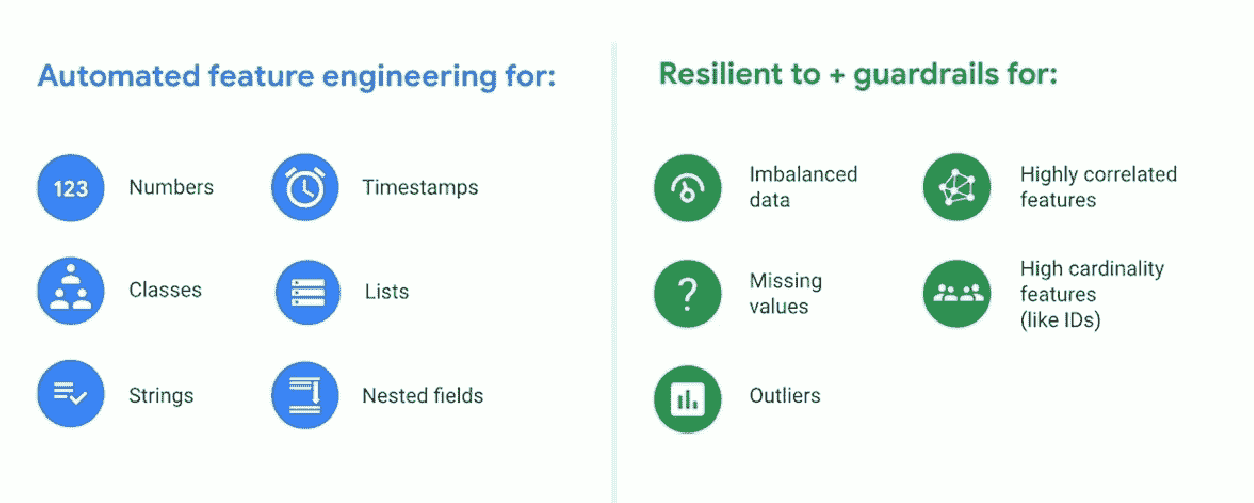 Automated feature engineering for:
123
Numbers
Timestamps
Classes
Lists
Strings
Nested fields
Resilient to + guardrails for:
Imbalanced
data
Highly correlated
features
?
Missing
values
High cardinality
features
(like IDs)
Outliers